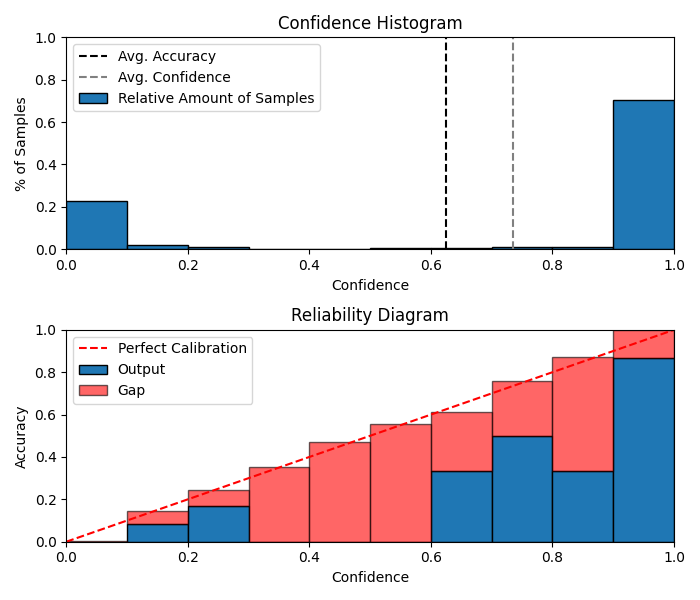 Confidence Histogram
1.0
0.8
0.6
0.4
0.2
0.0
% of Samples
Avg. Accuracy
Avg. Confidence
Relative Amount of Samples
0.0 0.2 0.4 0.6 0.8 1.0
Confidence
Reliability Diagram
1.0
0.8
0.6
0.4
0.2
0.0
Accuracy
Perfect Calibration
Output
Gap
0.0 0.2 0.4 0.6 0.8 1.0
Confidence